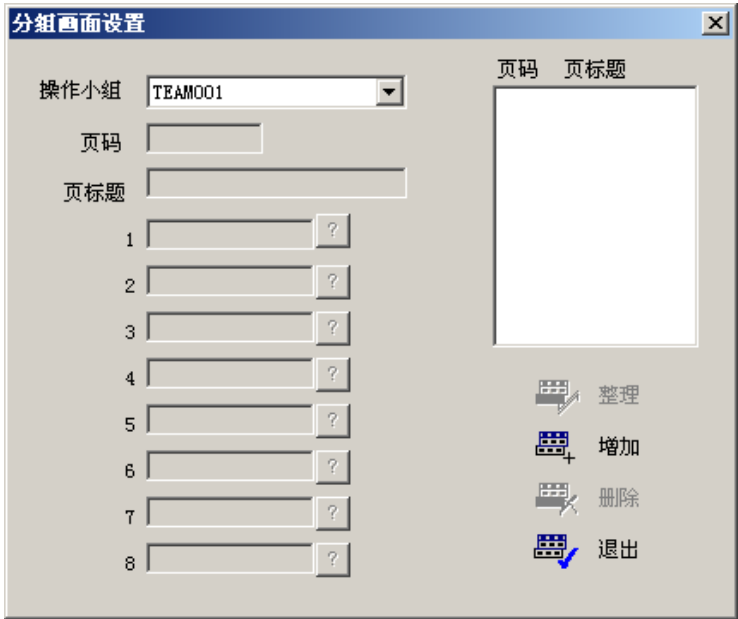 分组画面设置
操作小组 TEAM001
页码
页标题
1 ?
2 ?
3 ?
4 ?
5 ?
6 ?
7 ?
8 ?
页码 页标题
整理
增加
删除
退出